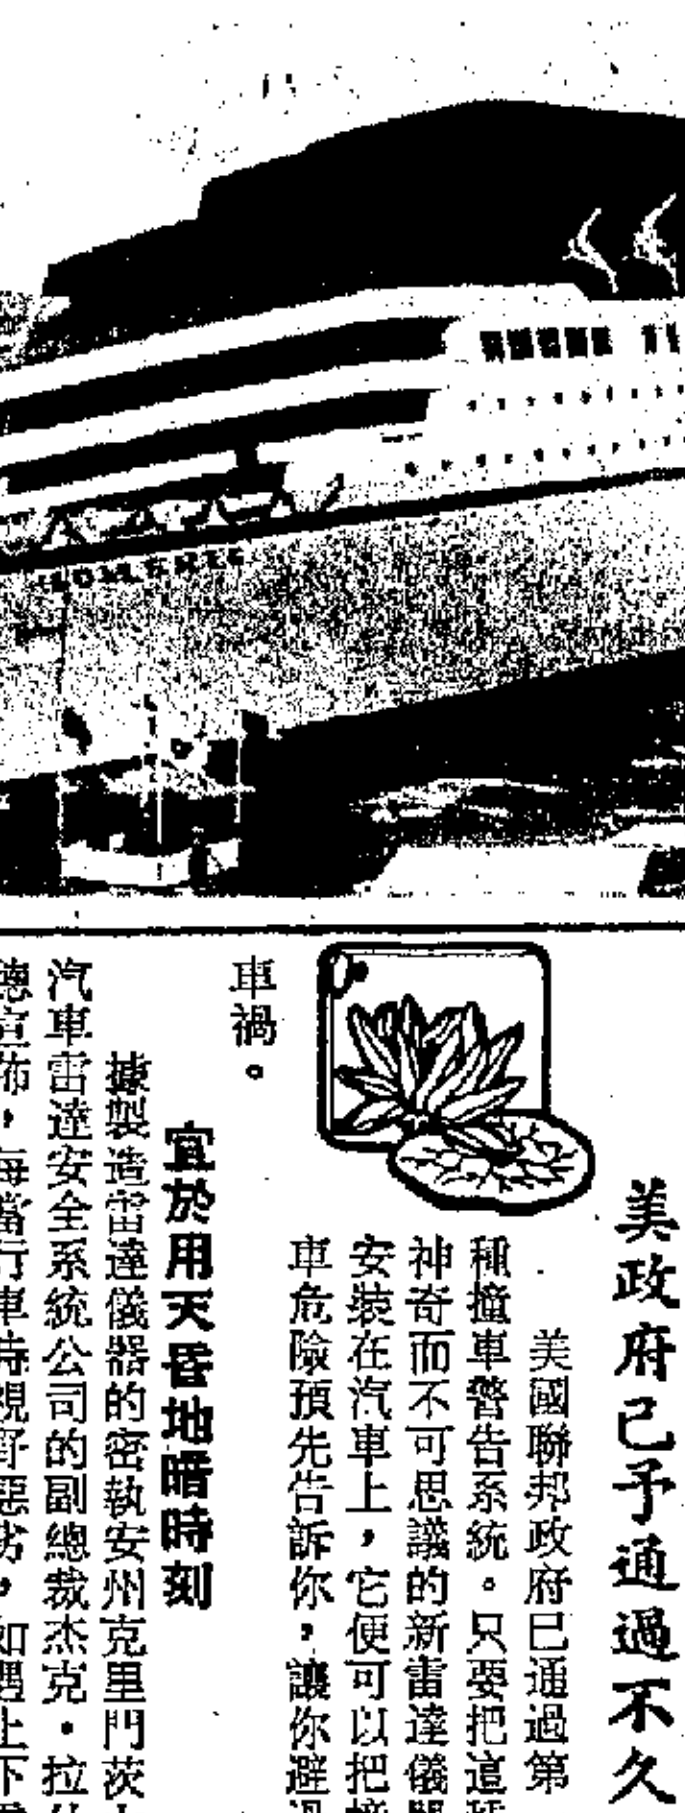 HOMERIC
美政府已予通過不久
美國聯邦政府已通過第
種撞車警告系統。只要把這
神奇而不可思議的新雷達儀
安裝在汽車上，它便可以把
車危險預先告訴你，讓你避
車禍。
宜於用天昏地暗時刻
據製造雷達儀器的密執安州克里門茨
汽車雷達安全系統公司的副總裁杰克・拉
總宣佈，每當行車時視野惡劣，如遇上下